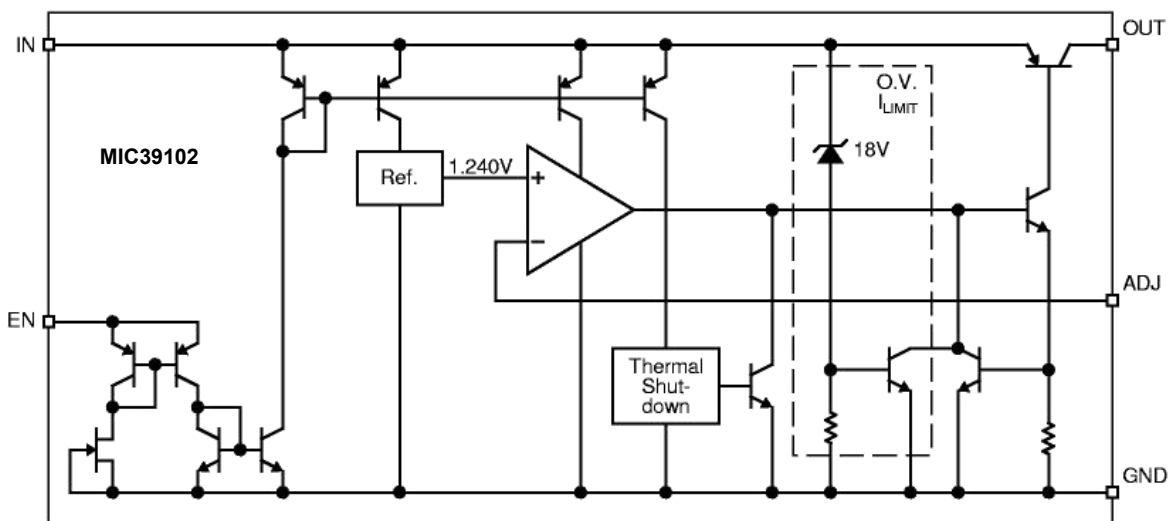 IN
OUT
O.V.
ILIMIT
MIC39102
18V
Ref.
1.240V
+
−
ADJ
EN
Thermal
Shut-
down
GND